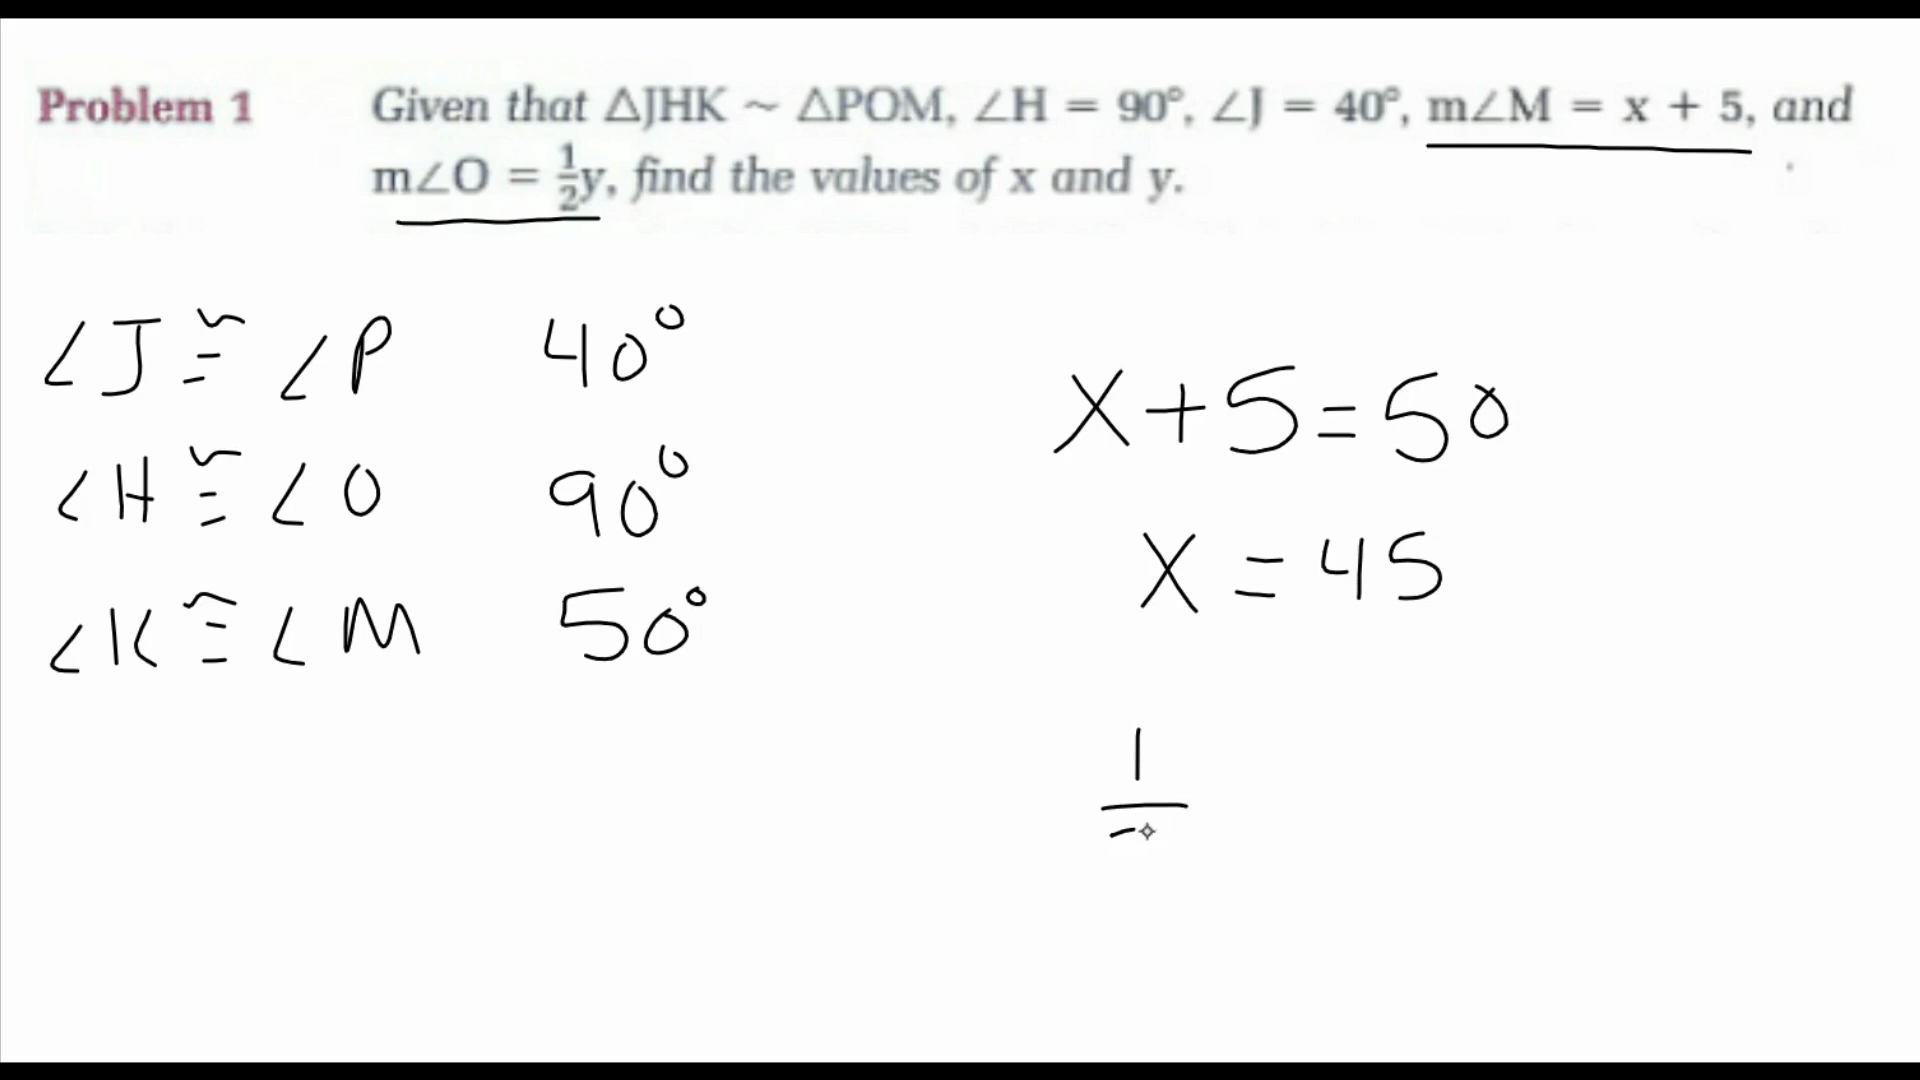 Problem 1 Given that △JHK ~ △POM, ∠H = 90°, ∠J = 40°, m∠M = x + 5, and
m∠O = ½y, find the values of x and y.
∠J ≅ ∠P 40°
∠H ≅ ∠O 90°
∠K ≅ ∠M 50°
x+5=50
x = 45
1